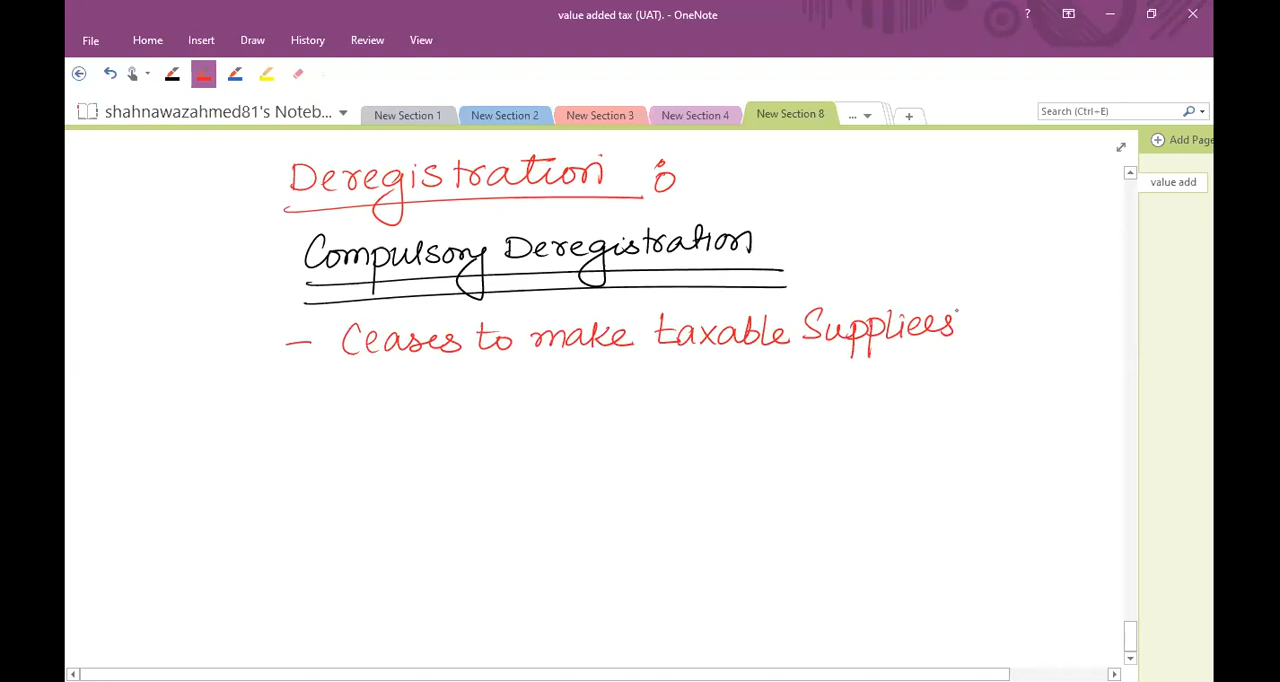 value added tax (UAT). - OneNote
?
File Home Insert Draw History Review View
shahnawazahmed81's Noteb... New Section 1 New Section 2 New Section 3 New Section 4 New Section 8 ... + Search (Ctrl+E)
Add Page
value add
Deregistration :
Compulsory Deregistration
- Ceases to make taxable Suppliees